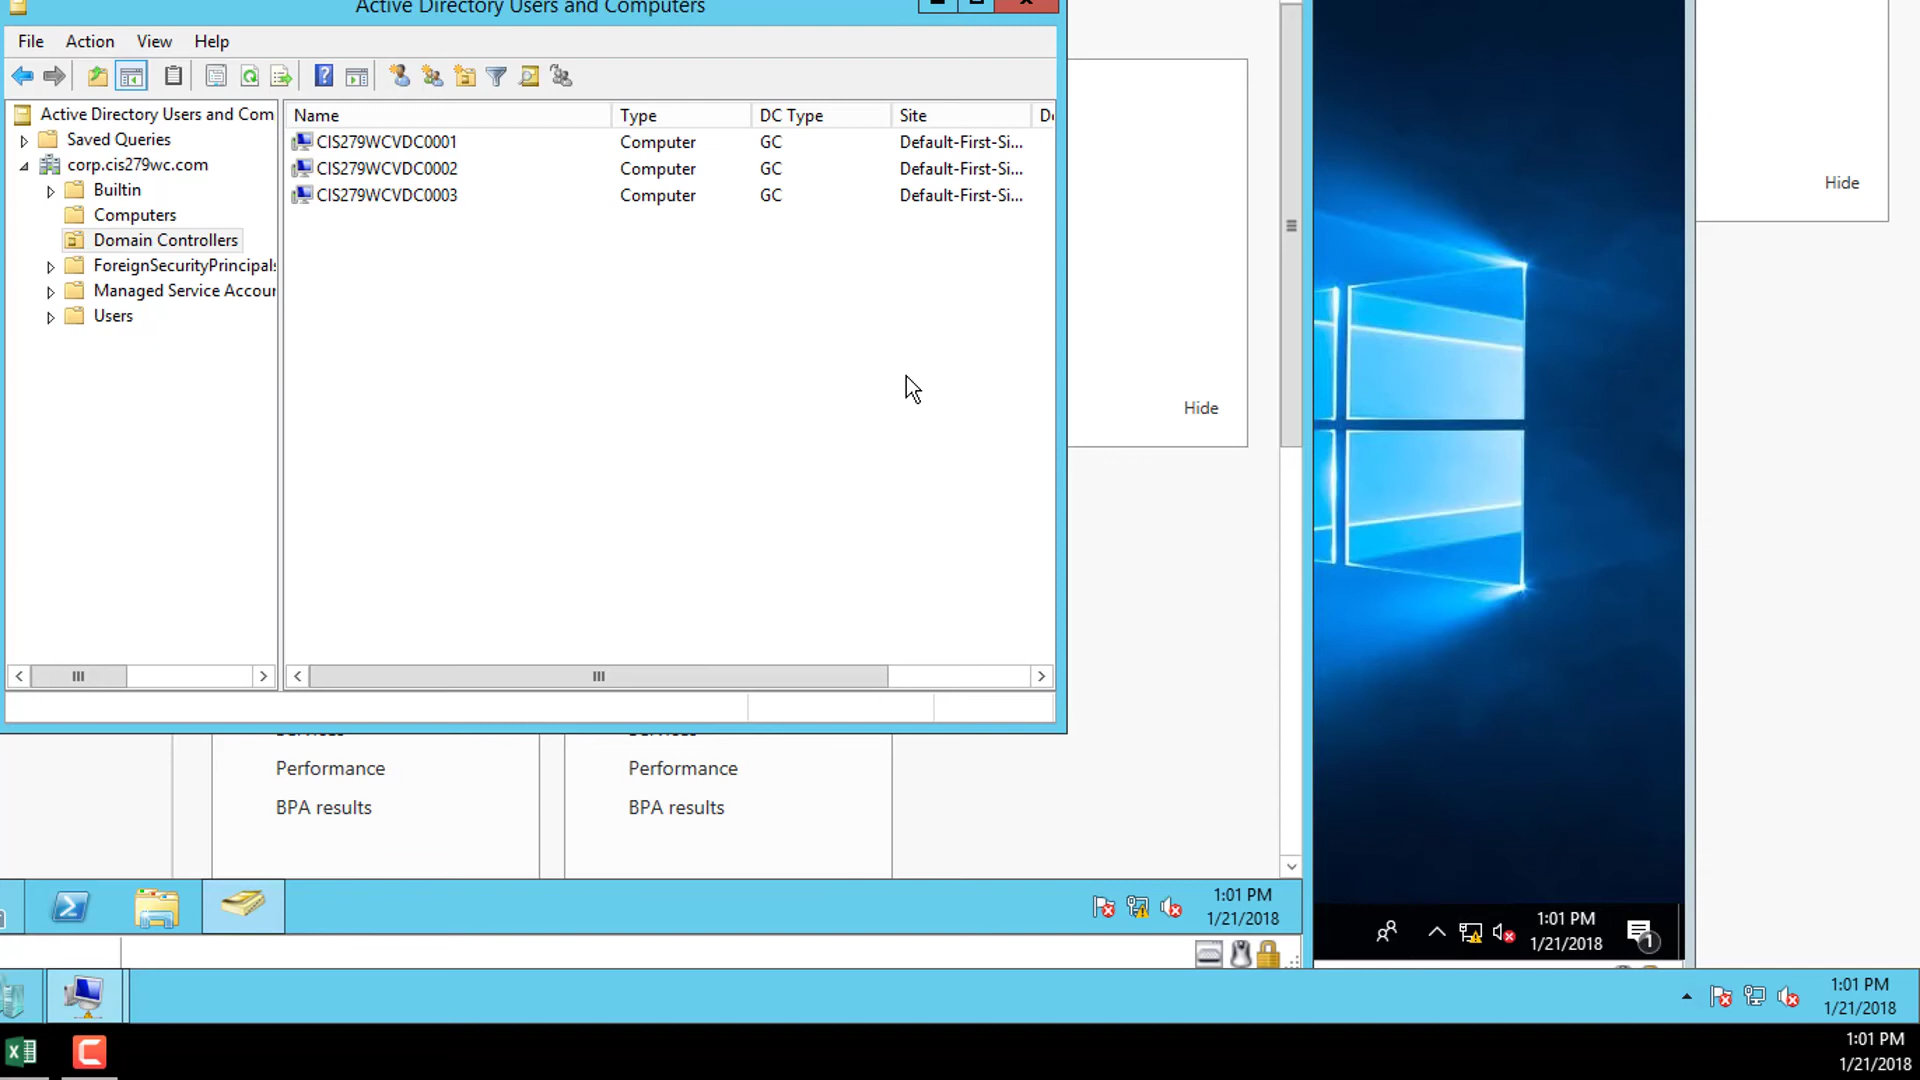 Active Directory Users and Computers
File Action View Help
Active Directory Users and Com
Saved Queries
corp.cis279wc.com
Builtin
Computers
Domain Controllers
ForeignSecurityPrincipals
Managed Service Accour
Users
Name Type DC Type Site
CIS279WCVDC0001 Computer GC Default-First-Si...
CIS279WCVDC0002 Computer GC Default-First-Si...
CIS279WCVDC0003 Computer GC Default-First-Si...
Hide
Hide
Services
Performance
BPA results
Services
Performance
BPA results
1:01 PM
1/21/2018
1:01 PM
1/21/2018
1
1:01 PM
1/21/2018
1:01 PM
1/21/2018